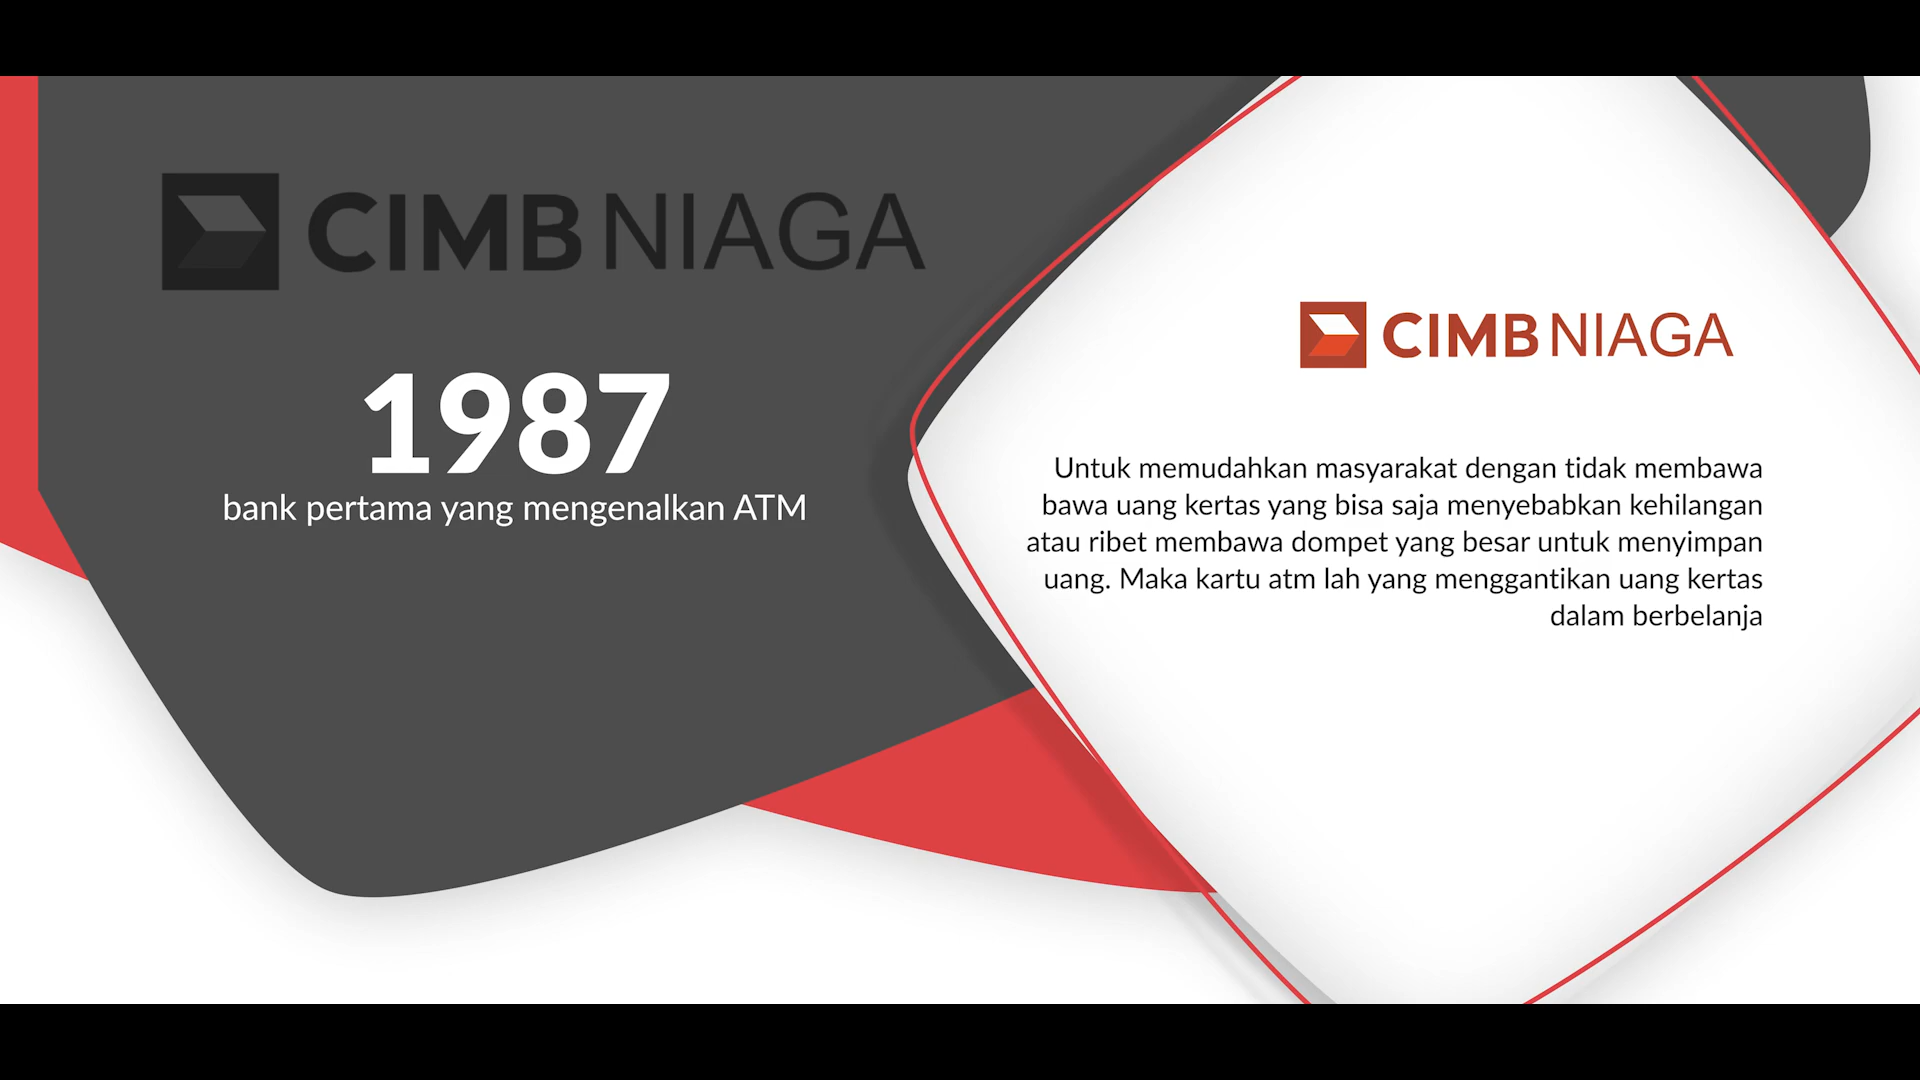 CIMB NIAGA
1987
bank pertama yang mengenalkan ATM
CIMB NIAGA
Untuk memudahkan masyarakat dengan tidak membawa
bawa uang kertas yang bisa saja menyebabkan kehilangan
atau ribet membawa dompet yang besar untuk menyimpan
uang. Maka kartu atm lah yang menggantikan uang kertas
dalam berbelanja